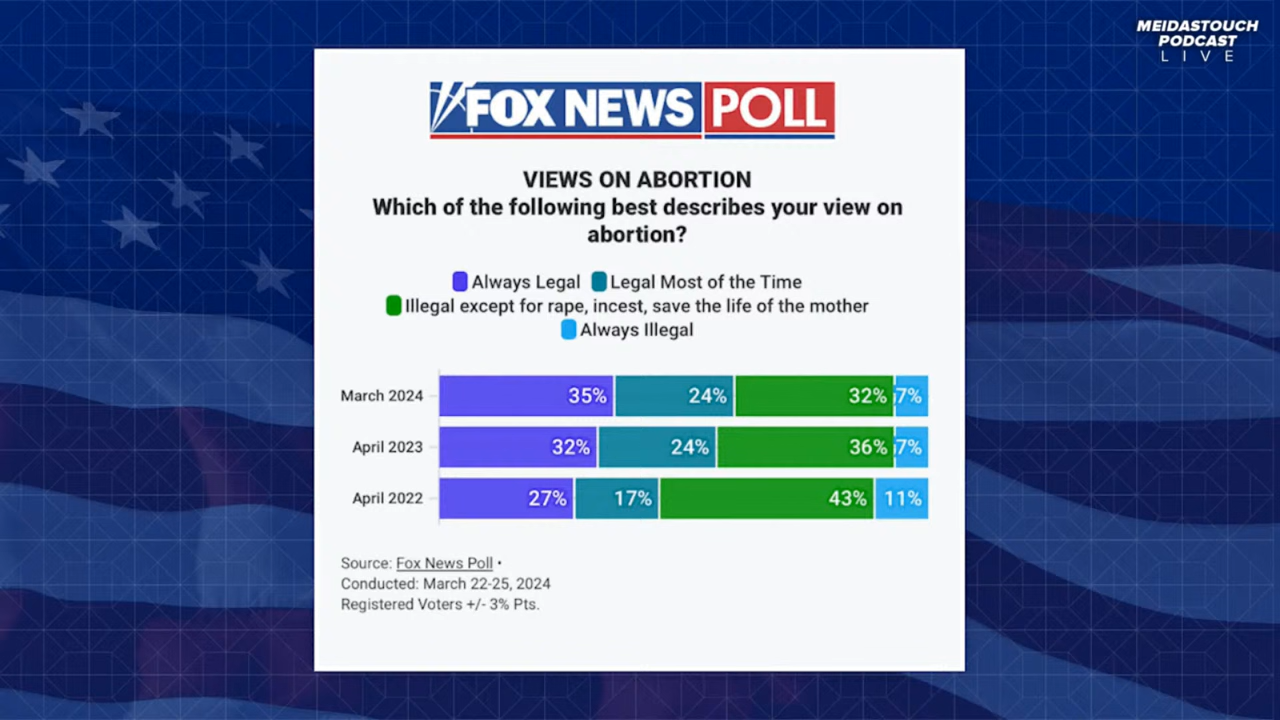 MEIDASTOUCH
PODCAST
LIVE
FOX NEWS POLL
VIEWS ON ABORTION
Which of the following best describes your view on
abortion?
Always Legal Legal Most of the Time
Illegal except for rape, incest, save the life of the mother
Always Illegal
March 2024 35% 24% 32% 7%
April 2023 32% 24% 36% 7%
April 2022 27% 17% 43% 11%
Source: Fox News Poll •
Conducted: March 22-25, 2024
Registered Voters +/- 3% Pts.